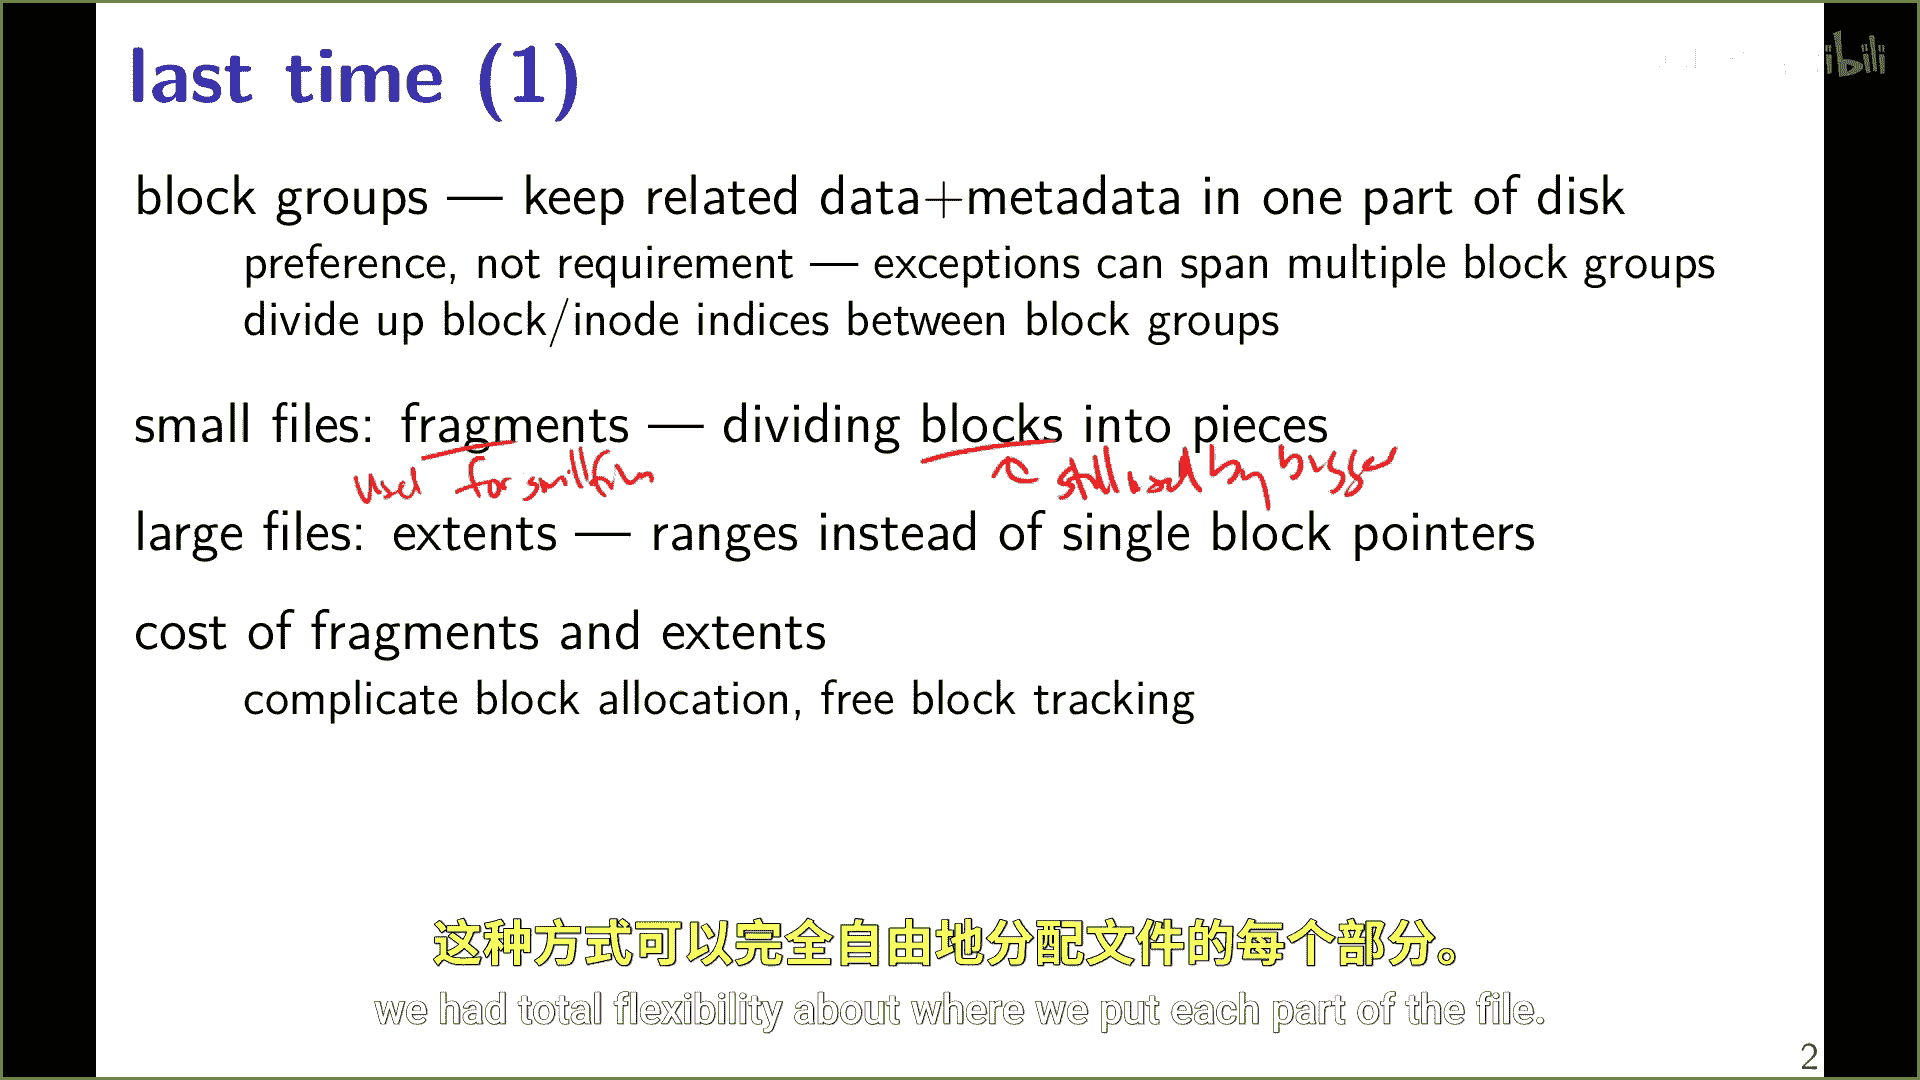 last time (1)
bili
block groups — keep related data+metadata in one part of disk
preference, not requirement — exceptions can span multiple block groups
divide up block/inode indices between block groups
small files: fragments — dividing blocks into pieces
used for small files
still used by bigger
large files: extents — ranges instead of single block pointers
cost of fragments and extents
complicate block allocation, free block tracking
这种方式可以完全自由地分配文件的每个部分。
we had total flexibility about where we put each part of the file.
2